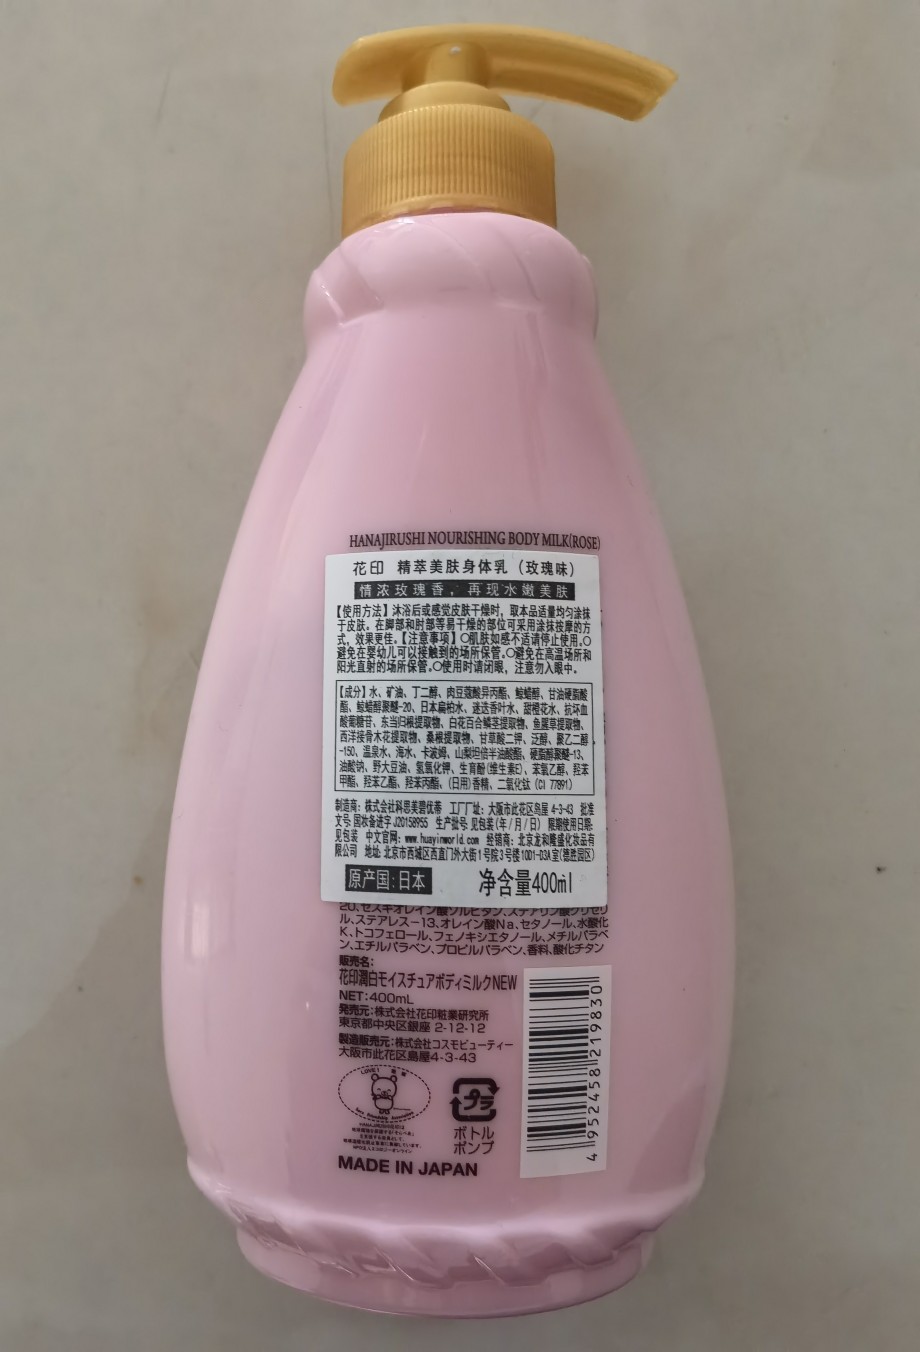 HANAJIRUSHI NOURISHING BODY MILK(ROSE)
花印 精萃美肤身体乳（玫瑰味）
情浓玫瑰香，再现水嫩美肤
【使用方法】沐浴后或感觉皮肤干燥时，取本品适量均匀涂抹
于皮肤。在脚部和肘部等易干燥的部位可采用涂抹按摩的方
式，效果更佳。【注意事项】○肌肤如感不适请停止使用。○
避免在婴幼儿可以接触到的场所保管。○避免在高温场所和
阳光直射的场所保管。○使用时请闭眼，注意勿入眼中。
【成分】水、矿油、丁二醇、肉豆蔻酸异丙酯、鲸蜡醇、甘油硬脂酸
酯、鲸蜡醇聚醚-20、日本扁柏水、迷迭香叶水、甜橙花水、抗坏血
酸葡糖苷、东当归根提取物、白花百合鳞茎提取物、鱼腥草提取物、
西洋接骨木花提取物、桑根提取物、甘草酸二钾、泛醇、聚乙二醇
-150、温泉水、海水、卡波姆、山梨坦倍半油酸酯、硬脂醇聚醚-13、
油酸钠、野大豆油、氢氧化钾、生育酚(维生素E)、苯氧乙醇、羟苯
甲酯、羟苯乙酯、羟苯丙酯、(日用)香精、二氧化钛（CI 77891）
制造商：株式会社科思美碧优蒂 工厂厂址：大阪市此花区岛屋 4-3-43 批准
文号:国妆备进字J20158955 生产批号:见包装(年/月/日) 限期使用日期:
见包装 中文官网：www.huayinworld.com 经销商：北京龙和隆盛化妆品有
限公司 地址:北京市西城区西直门外大街1号院3号楼10D1-03A室(德胜园区)
原产国:日本 净含量400ml
20、セスキオレイン酸ソルビタン、ステアリン酸グリセリ
ル、ステアレス－13、オレイン酸Na、セタノール、水酸化
K、トコフェロール、フェノキシエタノール、メチルパラベ
ン、エチルパラベン、プロピルパラベン、香料、酸化チタン
販売名:
花印潤白モイスチュアボディミルクNEW
NET:400mL
発売元:株式会社花印粧業研究所
東京都中央区銀座 2-12-12
製造販売元:株式会社コスモビューティー
大阪市此花区島屋4-3-43
プラ
ボトル
ポンプ
MADE IN JAPAN
4 952458 219830